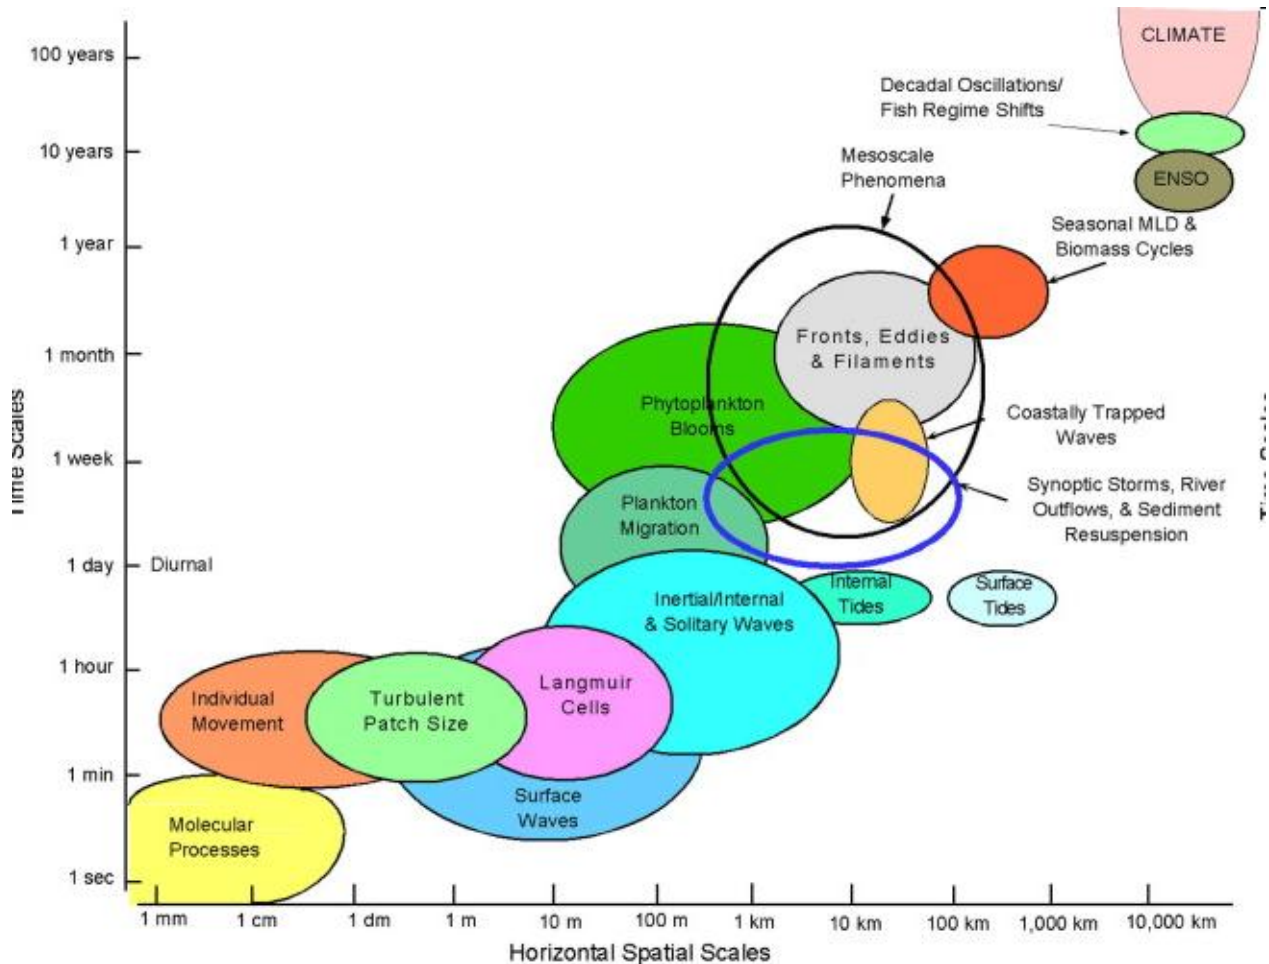 CLIMATE
100 years
Decadal Oscillations/
Fish Regime Shifts
10 years
Mesoscale
Phenomena
ENSO
1 year
Seasonal MLD &
Biomass Cycles
Fronts, Eddies
& Filaments
1 month
Phytoplankton
Blooms
Coastally Trapped
Waves
1 week
Synoptic Storms, River
Outflows, & Sediment
Resuspension
Plankton
Migration
Time Scales
1 day
Diurnal
Internal
Tides
Surface
Tides
Inertial/Internal
& Solitary Waves
1 hour
Individual
Movement
Turbulent
Patch Size
Langmuir
Cells
1 min
Surface
Waves
Molecular
Processes
1 sec
1 mm
1 cm
1 dm
1 m
10 m
100 m
1 km
10 km
100 km
1,000 km
10,000 km
Horizontal Spatial Scales